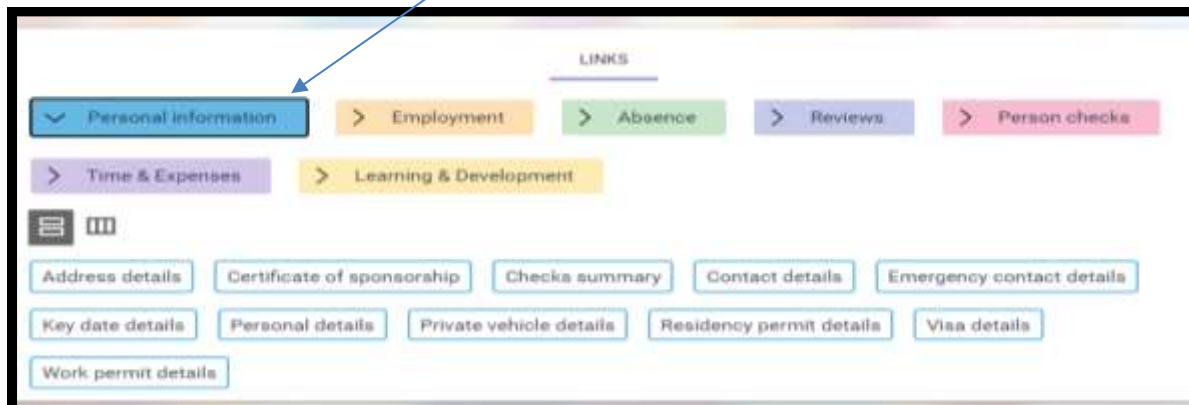 LINKS
Personal information Employment Absence Reviews Person checks
Time & Expenses Learning & Development
Address details Certificate of sponsorship Checks summary Contact details Emergency contact details
Key date details Personal details Private vehicle details Residency permit details Visa details
Work permit details